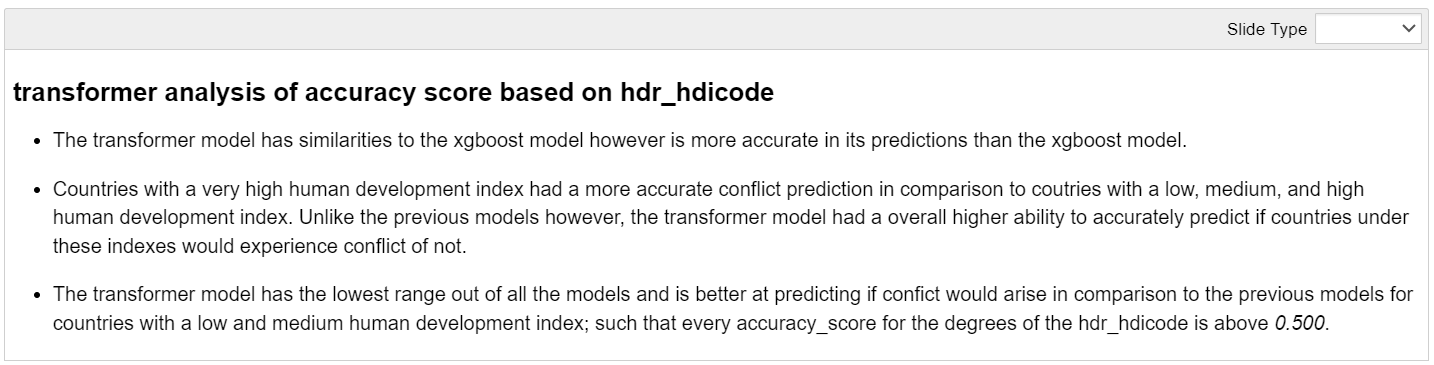 Slide Type
transformer analysis of accuracy score based on hdr_hdicode
• The transformer model has similarities to the xgboost model however is more accurate in its predictions than the xgboost model.
• Countries with a very high human development index had a more accurate conflict prediction in comparison to coutries with a low, medium, and high
human development index. Unlike the previous models however, the transformer model had a overall higher ability to accurately predict if countries under
these indexes would experience conflict of not.
• The transformer model has the lowest range out of all the models and is better at predicting if confict would arise in comparison to the previous models for
countries with a low and medium human development index; such that every accuracy_score for the degrees of the hdr_hdicode is above 0.500.